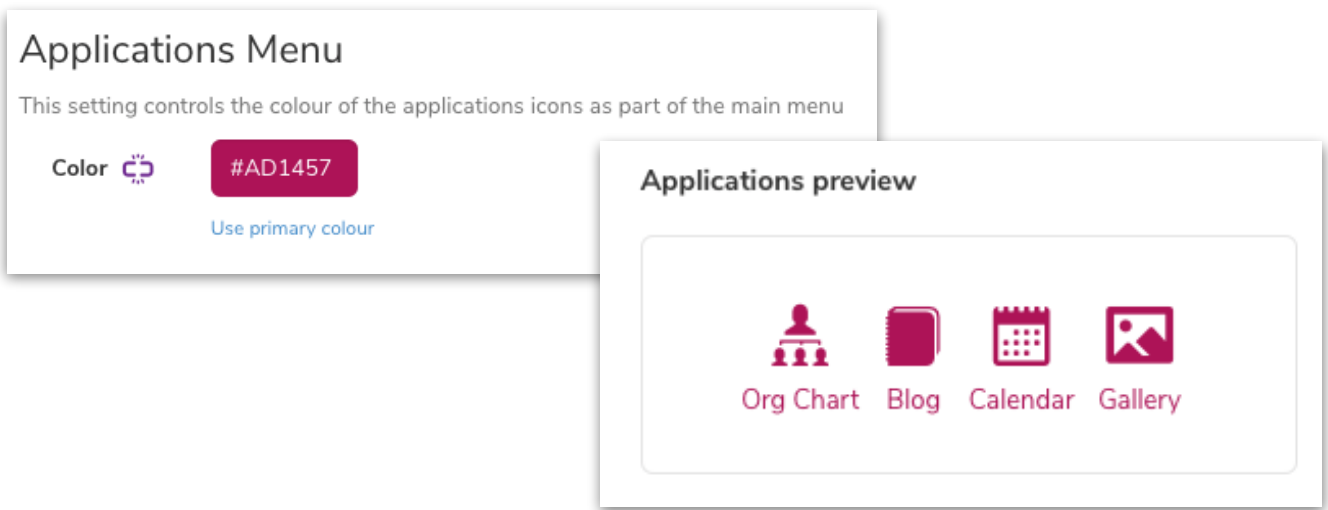 Applications Menu
This setting controls the colour of the applications icons as part of the main menu
Color
#AD1457
Use primary colour
Applications preview
Org Chart Blog Calendar Gallery